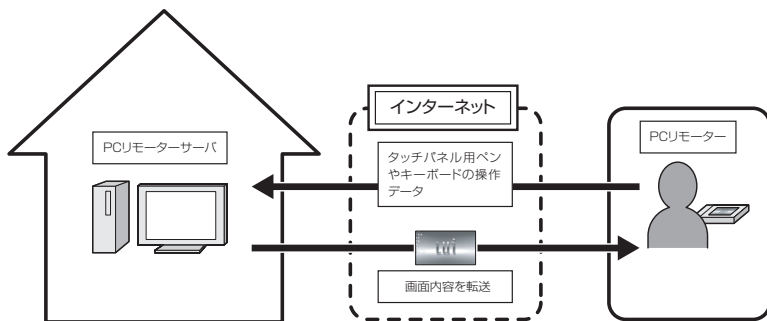 インターネット
PCリモーターサーバ
PCリモーター
タッチパネル用ペン
やキーボードの操作
データ
Lui
画面内容を転送